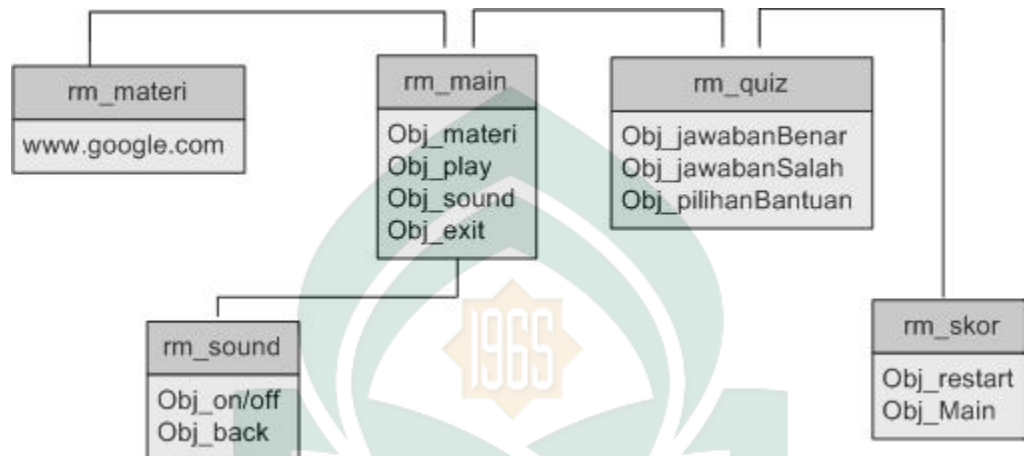 rm_materi
www.google.com
rm_main
Obj_materi
Obj_play
Obj_sound
Obj_exit
rm_quiz
Obj_jawabanBenar
Obj_jawabanSalah
Obj_pilihanBantuan
rm_sound
Obj_on/off
Obj_back
1965
rm_skor
Obj_restart
Obj_Main